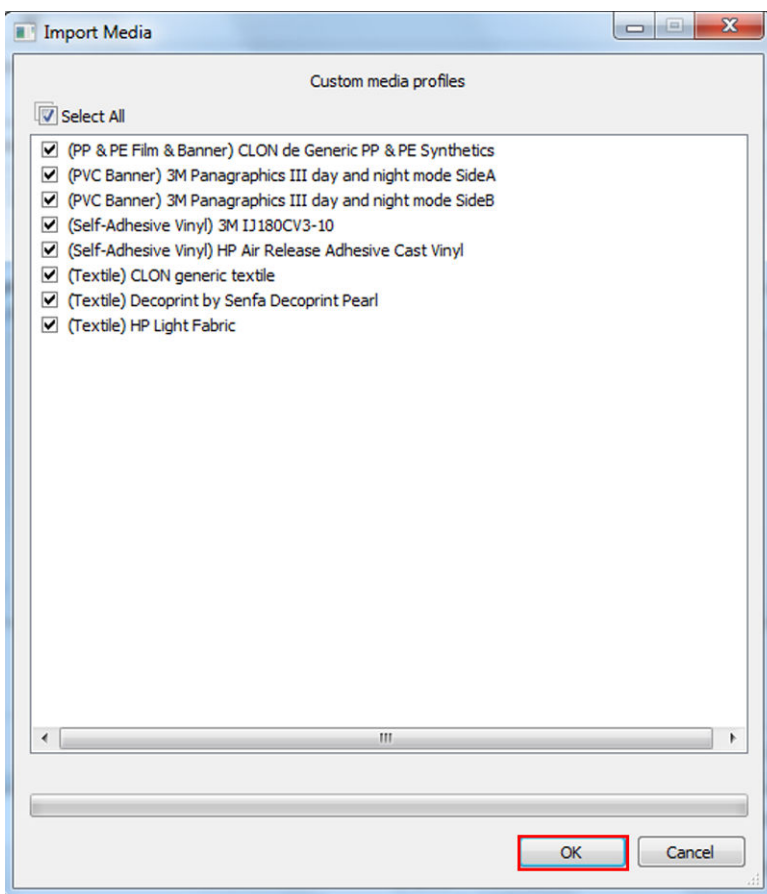 Import Media
Custom media profiles
Select All
(PP & PE Film & Banner) CLON de Generic PP & PE Synthetics
(PVC Banner) 3M Panagraphics III day and night mode SideA
(PVC Banner) 3M Panagraphics III day and night mode SideB
(Self-Adhesive Vinyl) 3M IJ180CV3-10
(Self-Adhesive Vinyl) HP Air Release Adhesive Cast Vinyl
(Textile) CLON generic textile
(Textile) Decoprint by Senfa Decoprint Pearl
(Textile) HP Light Fabric
OK Cancel